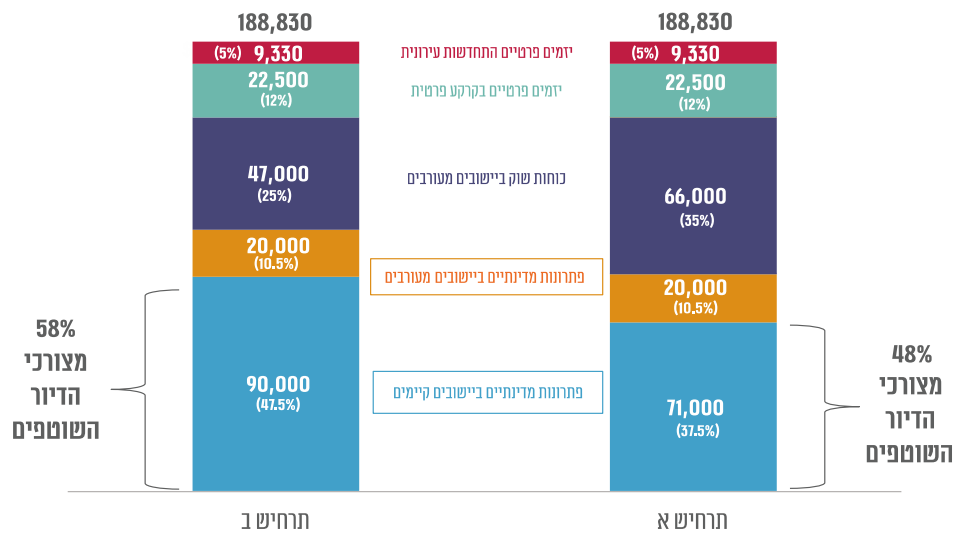 188,830
188,830
9,330 (5%)
יזמים פרטיים התחדשות עירונית
9,330 (5%)
22,500
(12%)
יזמים פרטיים בקרקע פרטית
22,500
(12%)
66,000
(35%)
כוחות שוק ביישובים מעורבים
47,000
(25%)
20,000
(10.5%)
פתרונות מדינתיים ביישובים מעורבים
20,000
(10.5%)
48%
מצורכי
הדיור
השוטפים
71,000
(37.5%)
פתרונות מדינתיים ביישובים קיימים
90,000
(47.5%)
58%
מצורכי
הדיור
השוטפים
תרחיש א
תרחיש ב